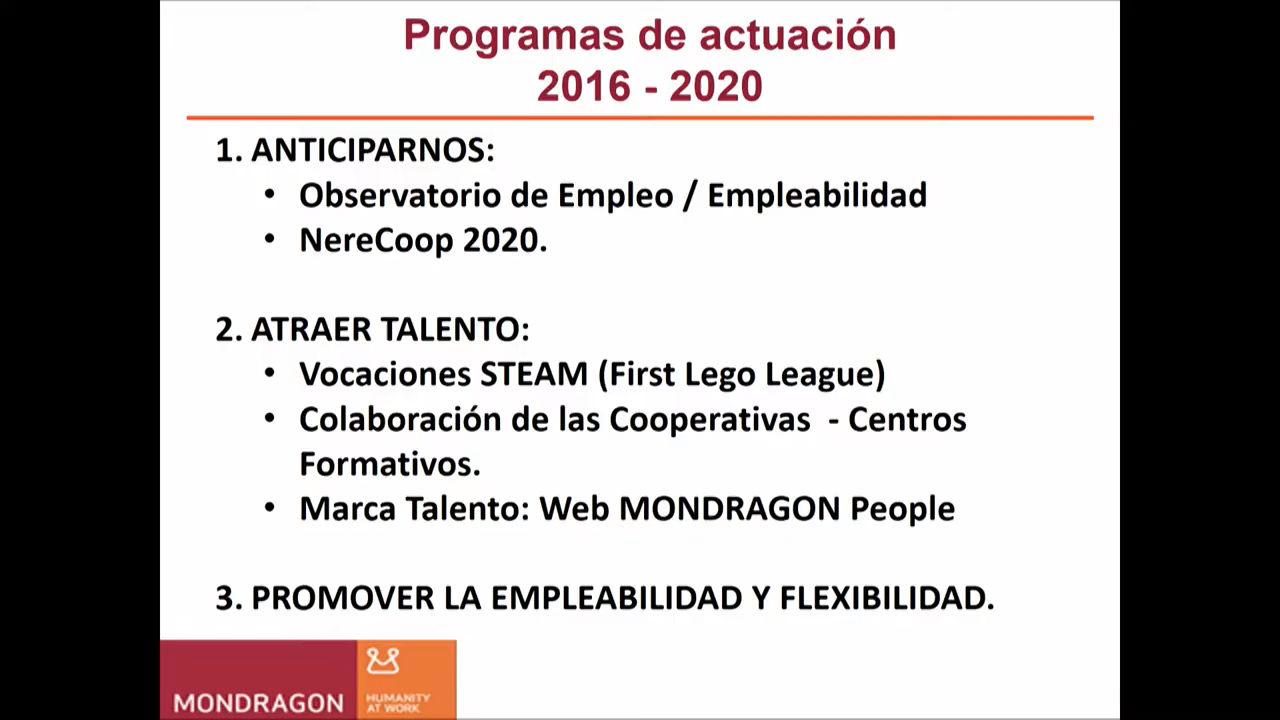 Programas de actuación
2016 - 2020
1. ANTICIPARNOS:
• Observatorio de Empleo / Empleabilidad
• NereCoop 2020.
2. ATRAER TALENTO:
• Vocaciones STEAM (First Lego League)
• Colaboración de las Cooperativas - Centros
Formativos.
• Marca Talento: Web MONDRAGON People
3. PROMOVER LA EMPLEABILIDAD Y FLEXIBILIDAD.
MONDRAGON
HUMANITY
AT WORK